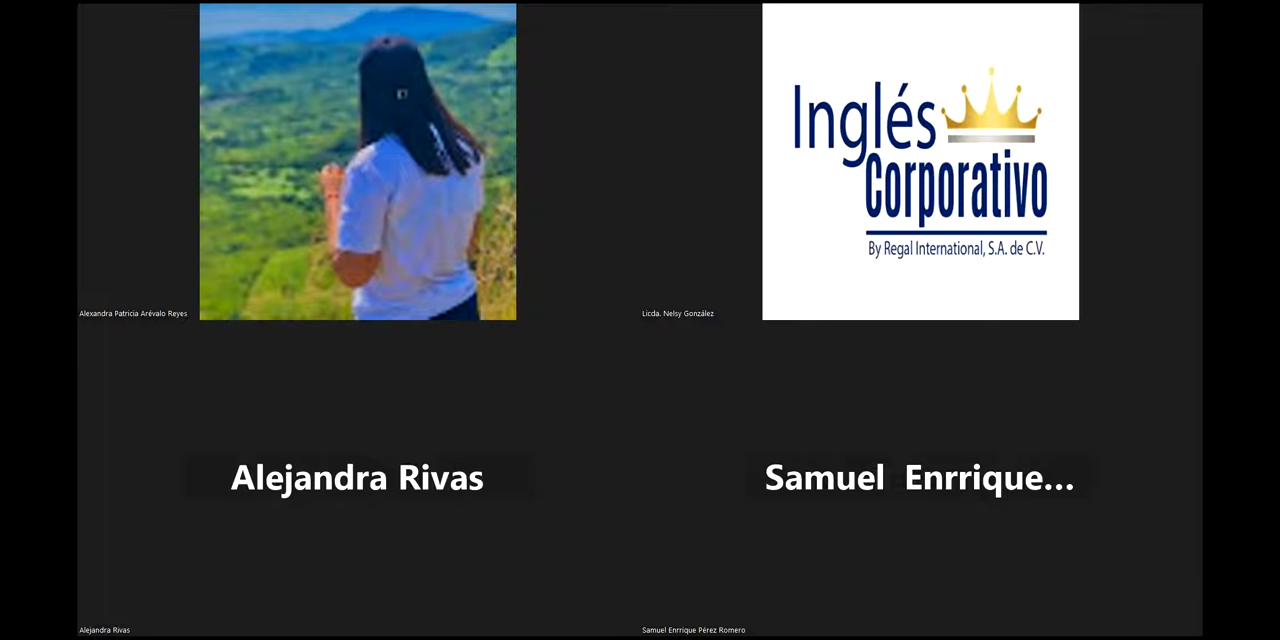 Inglés
Corporativo
By Regal International, S.A. de C.V.
Alexandra Patricia Arévalo Reyes
Licda. Nelsy González
Alejandra Rivas
Samuel  Enrrique...
Alejandra Rivas
Samuel Enrrique Pérez Romero